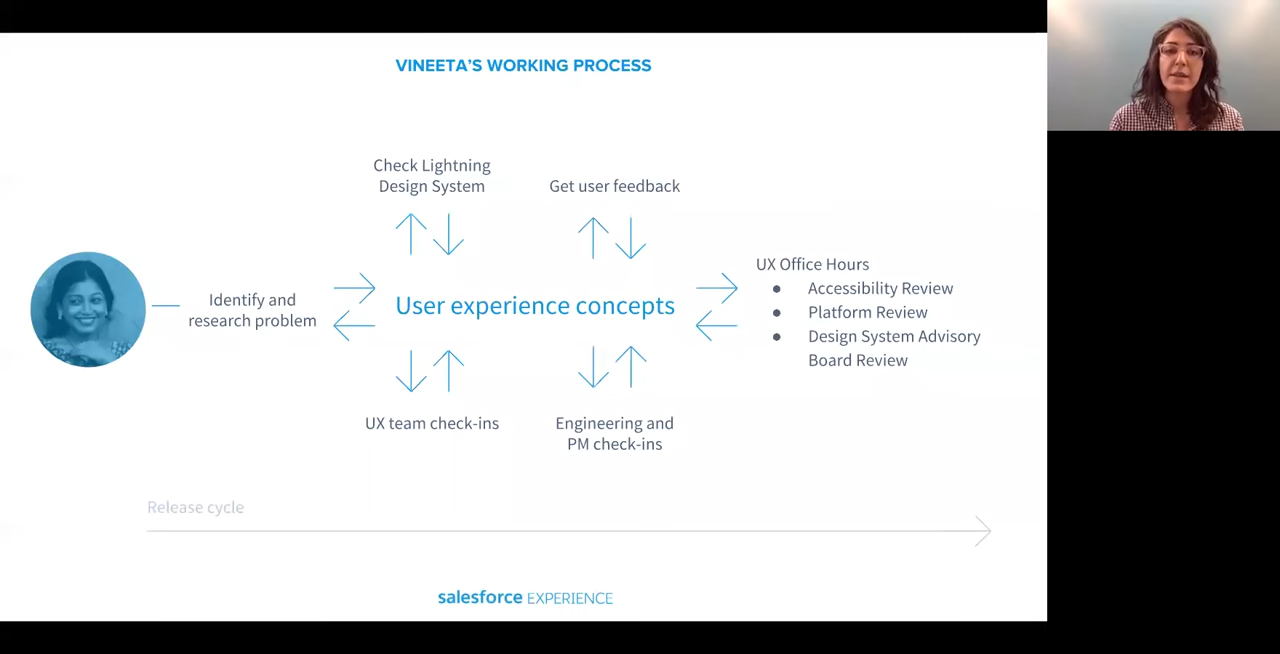 VINEETA'S WORKING PROCESS
Check Lightning
Design System
Get user feedback
Identify and
research problem
User experience concepts
UX Office Hours
● Accessibility Review
● Platform Review
● Design System Advisory
Board Review
UX team check-ins
Engineering and
PM check-ins
Release cycle
salesforce EXPERIENCE